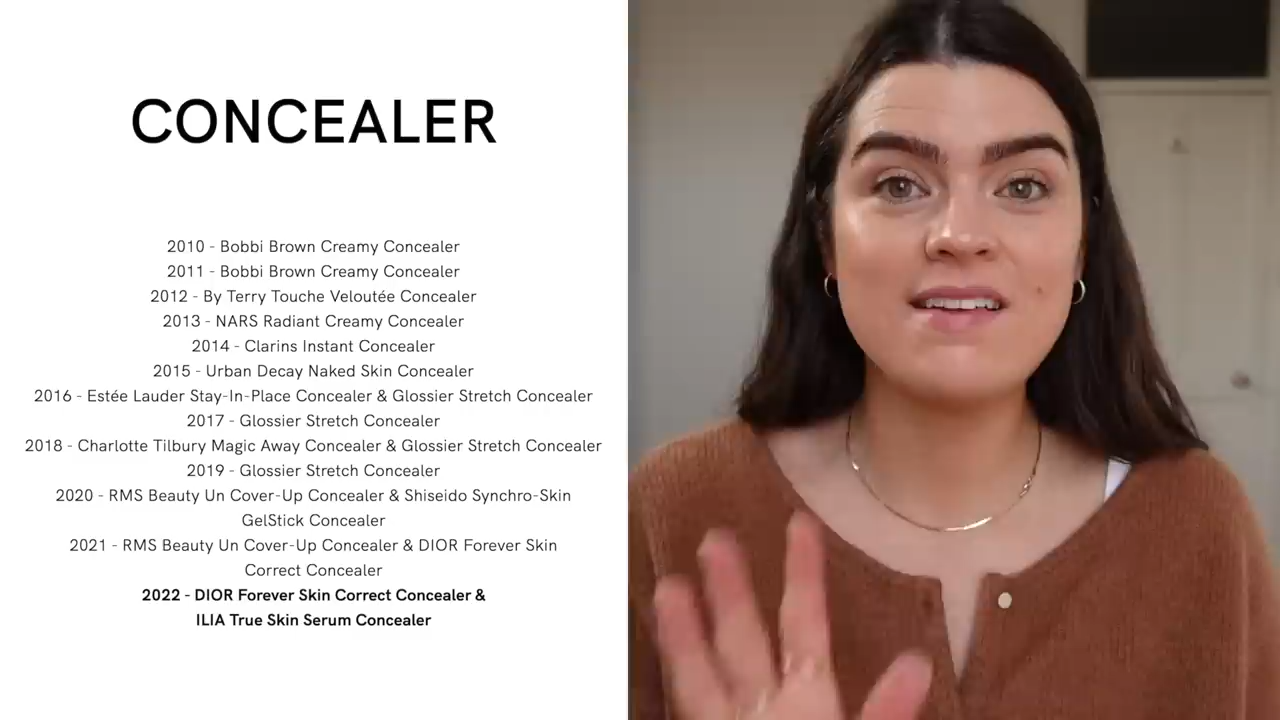 CONCEALER
2010 - Bobbi Brown Creamy Concealer
2011 - Bobbi Brown Creamy Concealer
2012 - By Terry Touche Veloutée Concealer
2013 - NARS Radiant Creamy Concealer
2014 - Clarins Instant Concealer
2015 - Urban Decay Naked Skin Concealer
2016 - Estée Lauder Stay-In-Place Concealer & Glossier Stretch Concealer
2017 - Glossier Stretch Concealer
2018 - Charlotte Tilbury Magic Away Concealer & Glossier Stretch Concealer
2019 - Glossier Stretch Concealer
2020 - RMS Beauty Un Cover-Up Concealer & Shiseido Synchro-Skin
GelStick Concealer
2021 - RMS Beauty Un Cover-Up Concealer & DIOR Forever Skin
Correct Concealer
2022 - DIOR Forever Skin Correct Concealer &
ILIA True Skin Serum Concealer